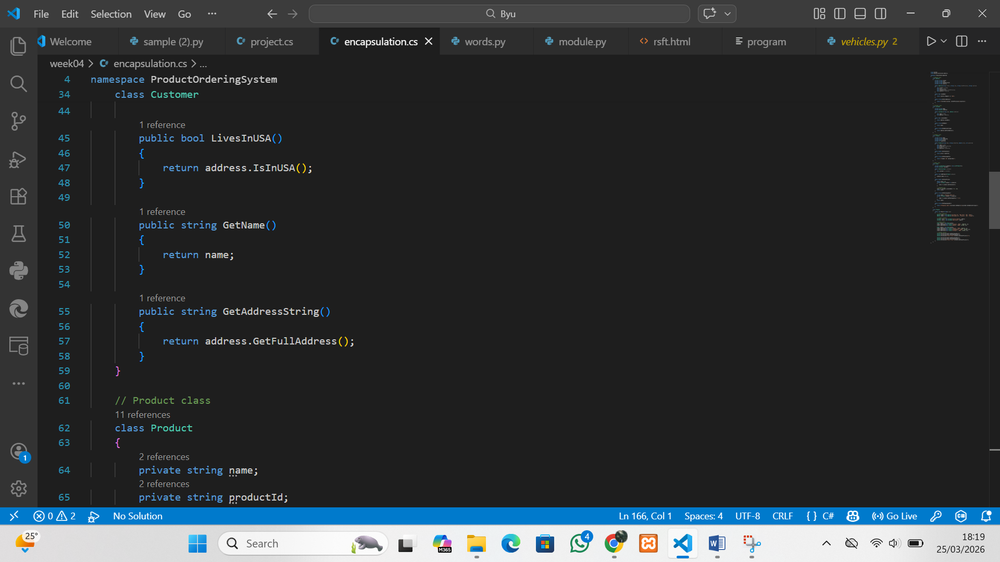 File Edit Selection View Go
Byu
Welcome sample (2).py project.cs encapsulation.cs words.py module.py rsft.html program vehicles.py 2
week04 > encapsulation.cs > ...
4 namespace ProductOrderingSystem
34 class Customer
44
1 reference
45 public bool LivesInUSA()
46 {
47 return address.IsInUSA();
48 }
49
1 reference
50 public string GetName()
51 {
52 return name;
53 }
54
1 reference
55 public string GetAddressString()
56 {
57 return address.GetFullAddress();
58 }
59 }
60
61 // Product class
11 references
62 class Product
63 {
2 references
64 private string name;
2 references
65 private string productId;
1
0 2 No Solution Ln 166, Col 1 Spaces: 4 UTF-8 CRLF { } C# Go Live
25° Search M365 4 18:19
25/03/2026